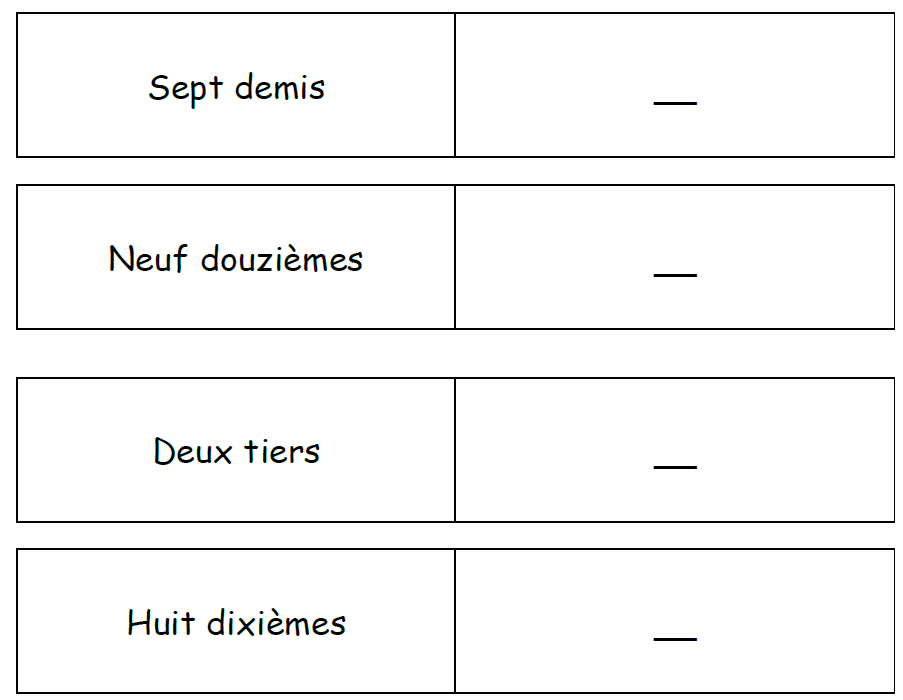 Sept demis
Neuf douzièmes
Deux tiers
Huit dixièmes